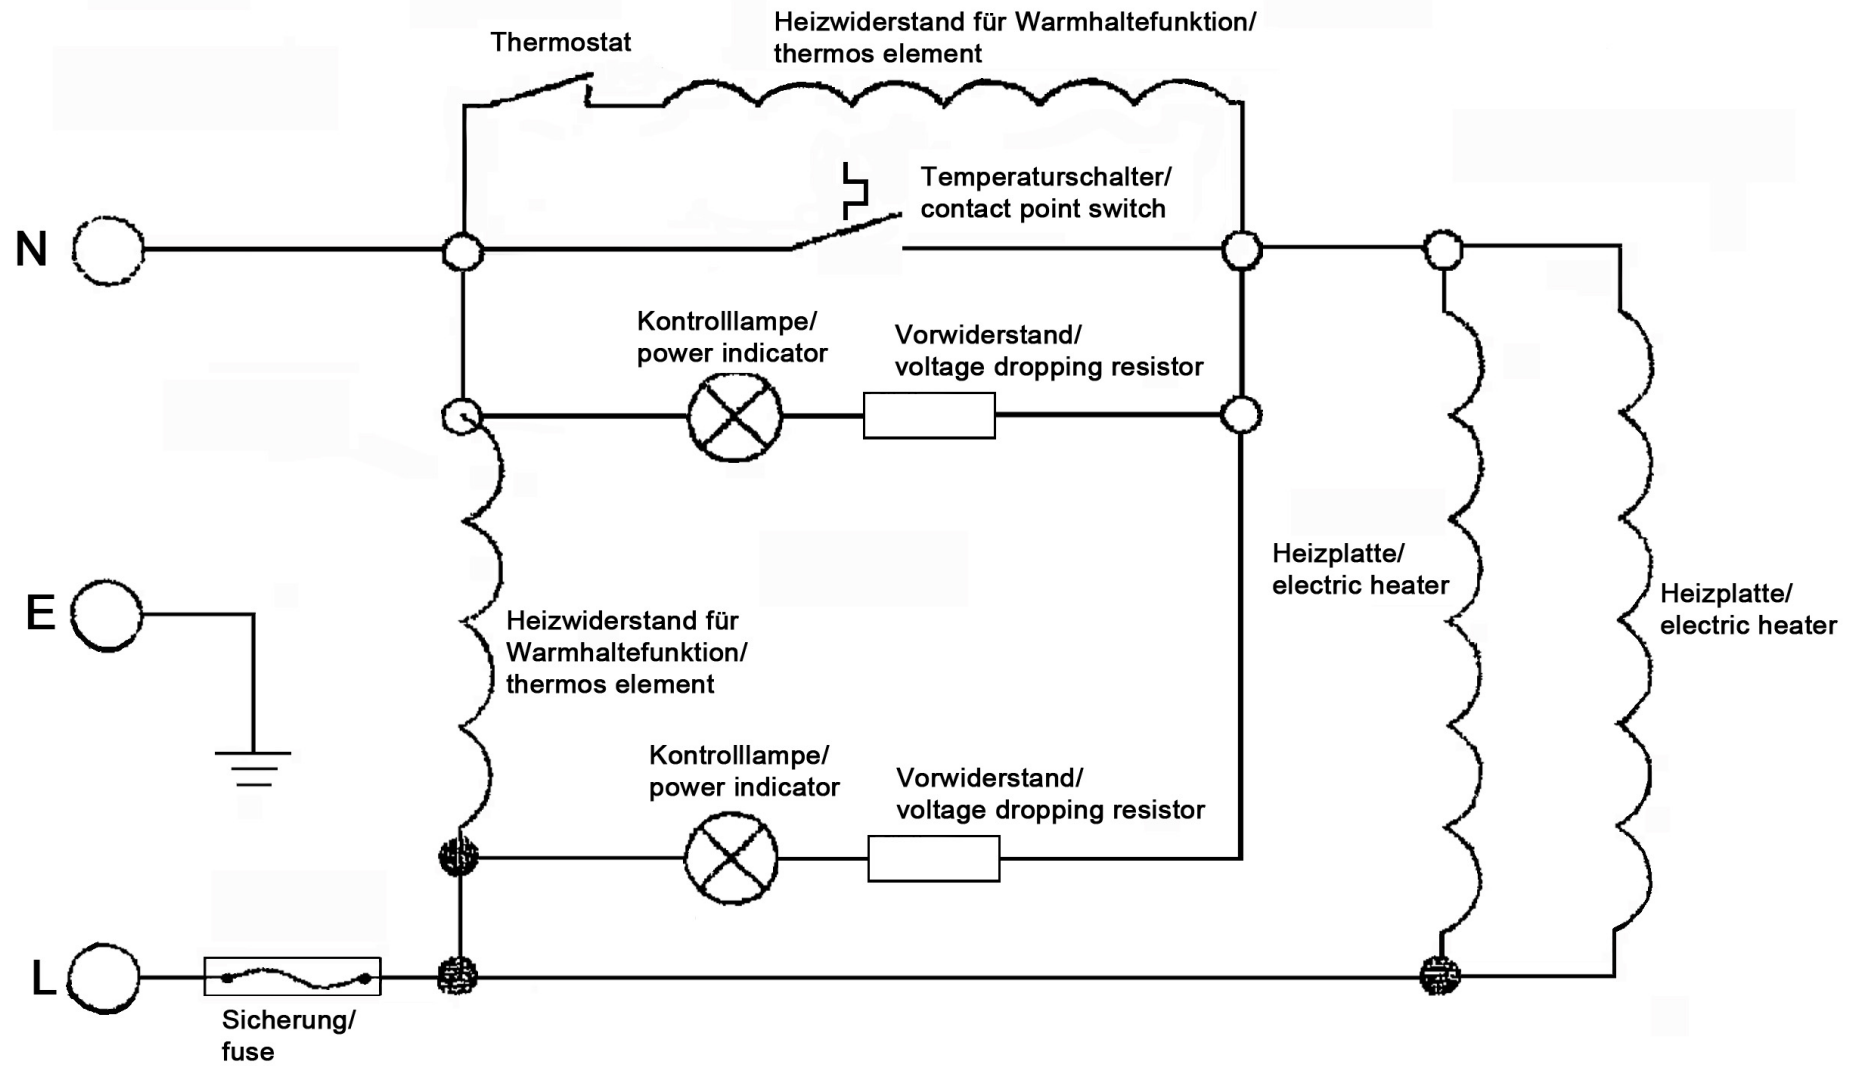 Heizwiderstand für Warmhaltefunktion/
thermos element
Thermostat
Temperaturschalter/
contact point switch
N
Kontrolllampe/
power indicator
Vorwiderstand/
voltage dropping resistor
Heizplatte/
electric heater
Heizplatte/
electric heater
E
Heizwiderstand für
Warmhaltefunktion/
thermos element
Kontrolllampe/
power indicator
Vorwiderstand/
voltage dropping resistor
L
Sicherung/
fuse